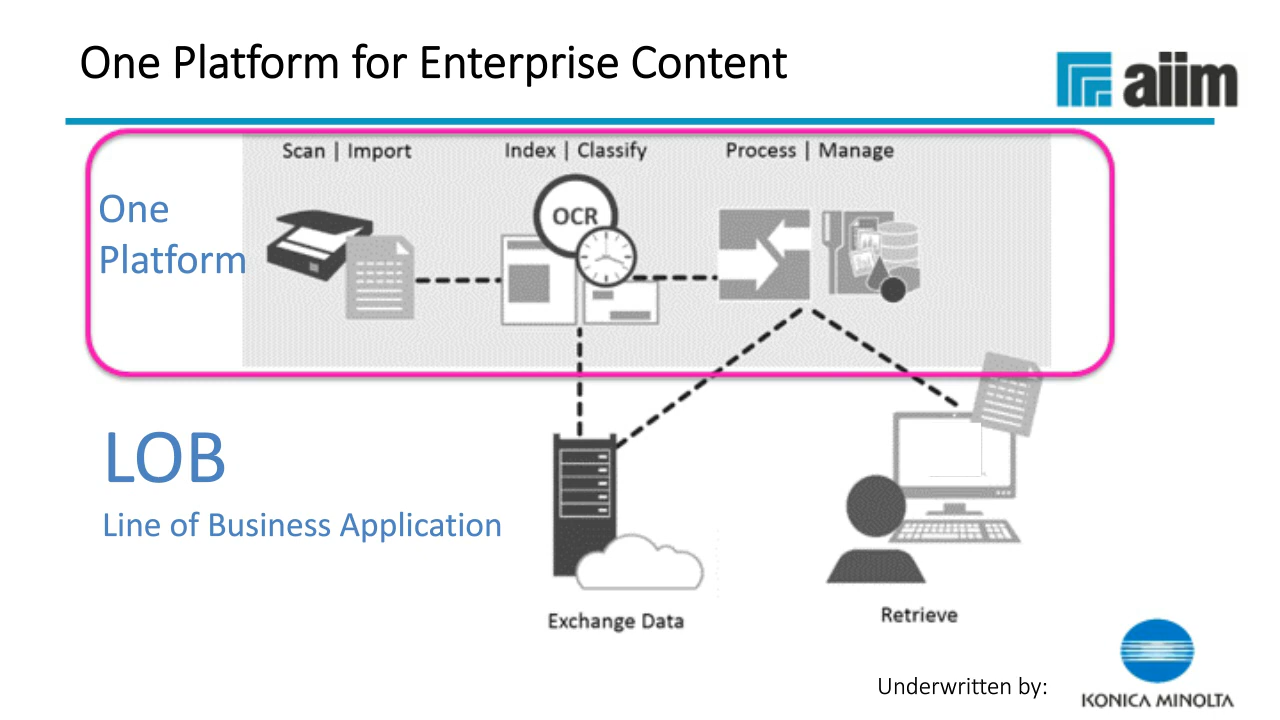 One Platform for Enterprise Content
aiim
Scan | Import
Index | Classify
Process | Manage
One
Platform
OCR
LOB
Line of Business Application
Exchange Data
Retrieve
Underwritten by:
KONICA MINOLTA